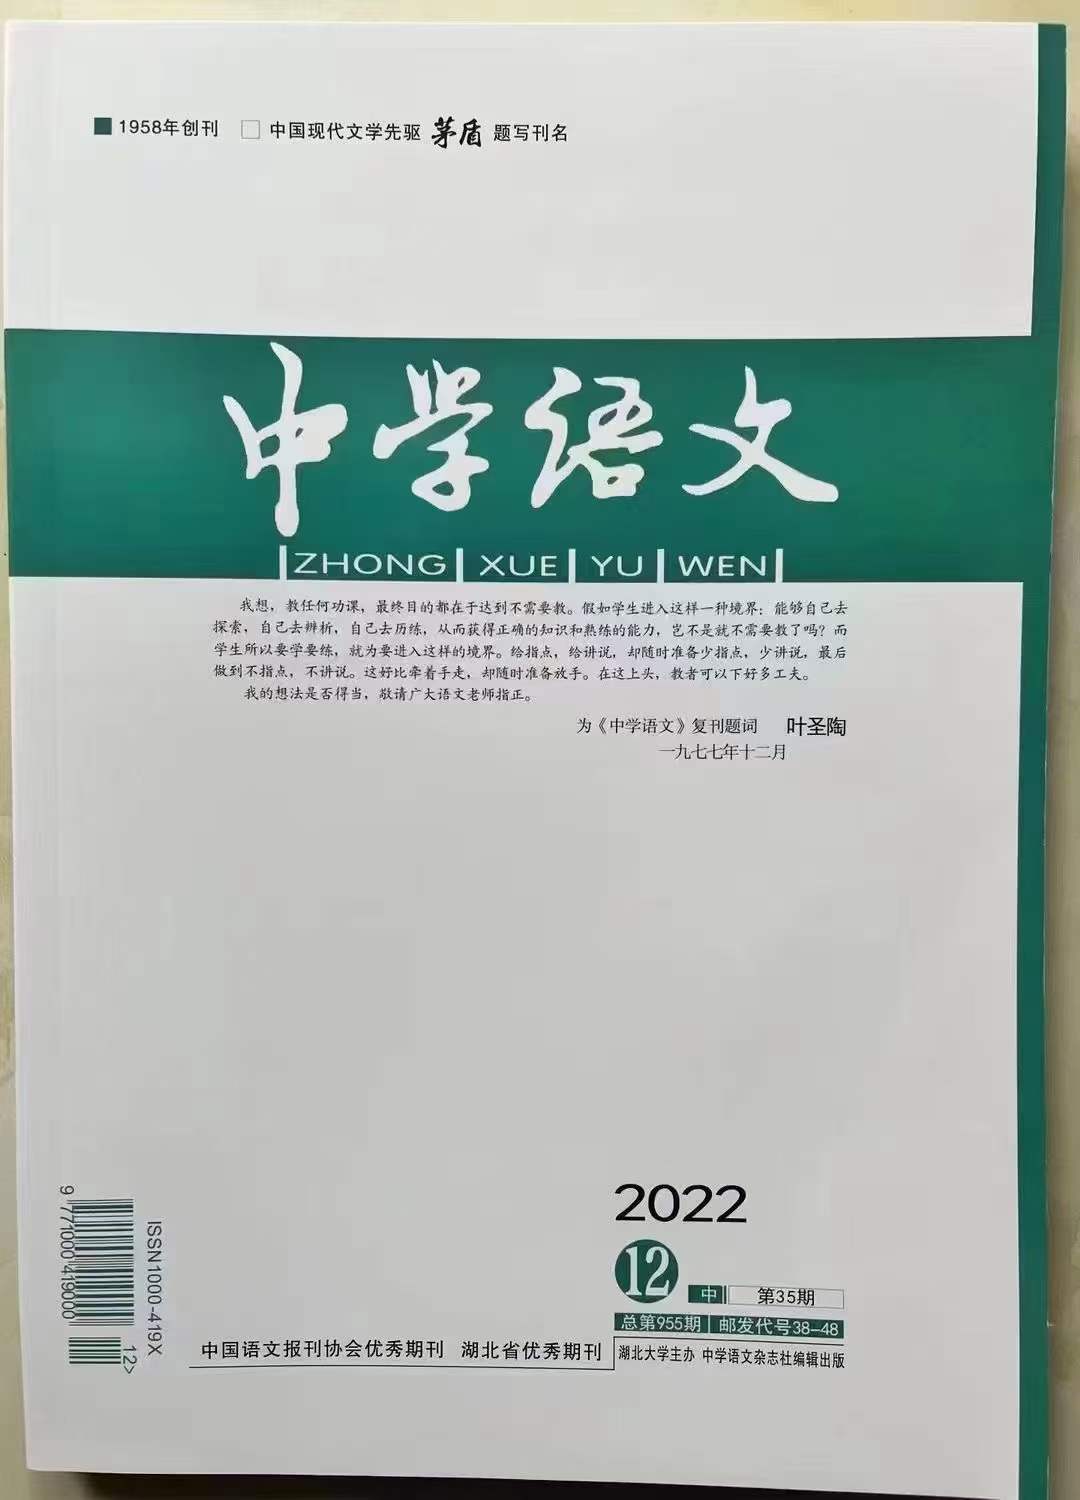 1958年创刊 中国现代文学先驱 茅盾 题写刊名
中学语文
ZHONG XUE YU WEN
我想，教任何功课，最终目的都在于达到不需要教。假如学生进入这样一种境界：能够自己去
探索，自己去辨析，自己去历练，从而获得正确的知识和熟练的能力，岂不是就不需要教了吗？而
学生所以要学要练，就为要进入这样的境界。给指点，给讲说，却随时准备少指点，少讲说，最后
做到不指点，不讲说。这好比牵着手走，却随时准备放手。在这上头，教者可以下好多工夫。
我的想法是否得当，敬请广大语文老师指正。
为《中学语文》复刊题词 叶圣陶
一九七七年十二月
2022
12 中 第35期
总第955期 邮发代号38-48
中国语文报刊协会优秀期刊 湖北省优秀期刊
湖北大学主办 中学语文杂志社编辑出版
ISSN1000-419X
9 771000 419000
12>